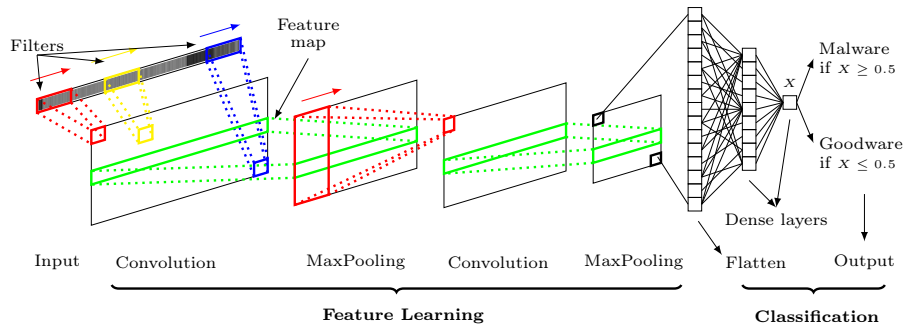 Filters
Feature
map
X
Malware
if X ≥ 0.5
Goodware
if X ≤ 0.5
Dense layers
Input
Convolution
MaxPooling
Convolution
MaxPooling
Flatten
Output
Feature Learning
Classification